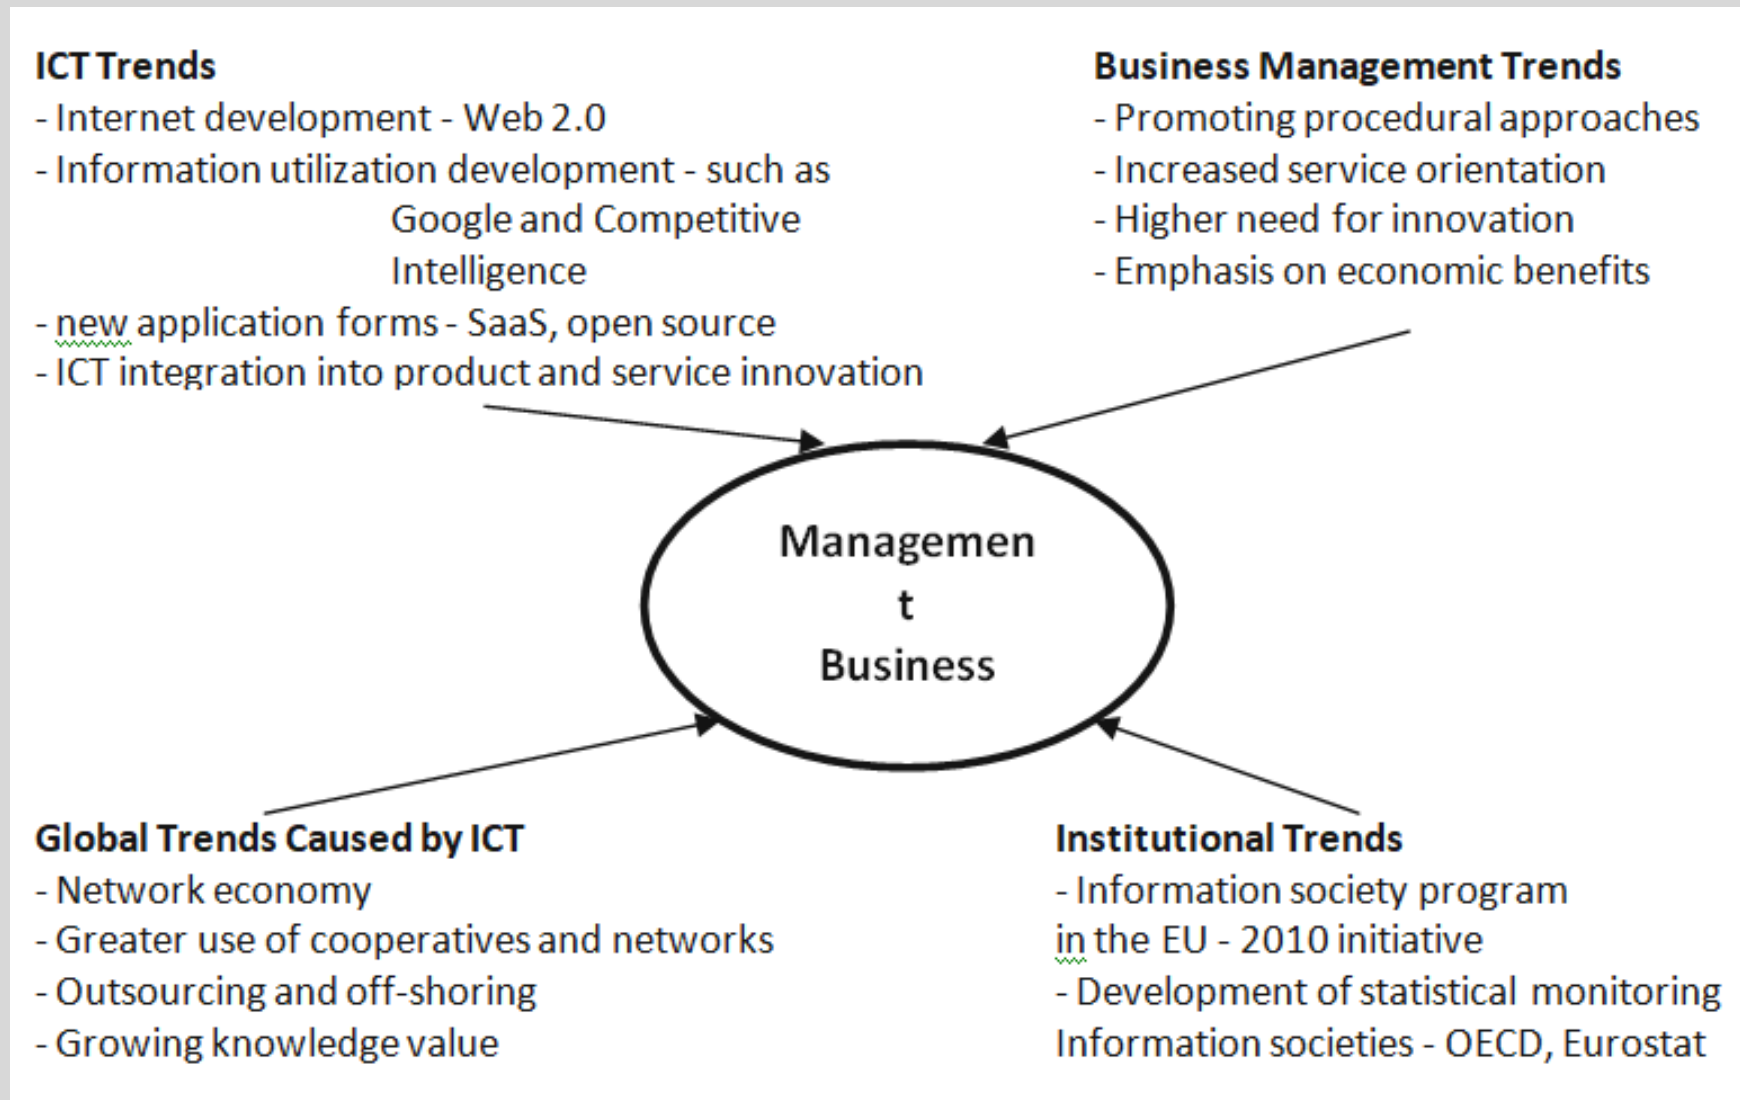 ICT Trends
- Internet development - Web 2.0
- Information utilization development - such as
Google and Competitive
Intelligence
- new application forms - SaaS, open source
- ICT integration into product and service innovation
Business Management Trends
- Promoting procedural approaches
- Increased service orientation
- Higher need for innovation
- Emphasis on economic benefits
Managemen
t
Business
Global Trends Caused by ICT
- Network economy
- Greater use of cooperatives and networks
- Outsourcing and off-shoring
- Growing knowledge value
Institutional Trends
- Information society program
in the EU - 2010 initiative
- Development of statistical monitoring
Information societies - OECD, Eurostat